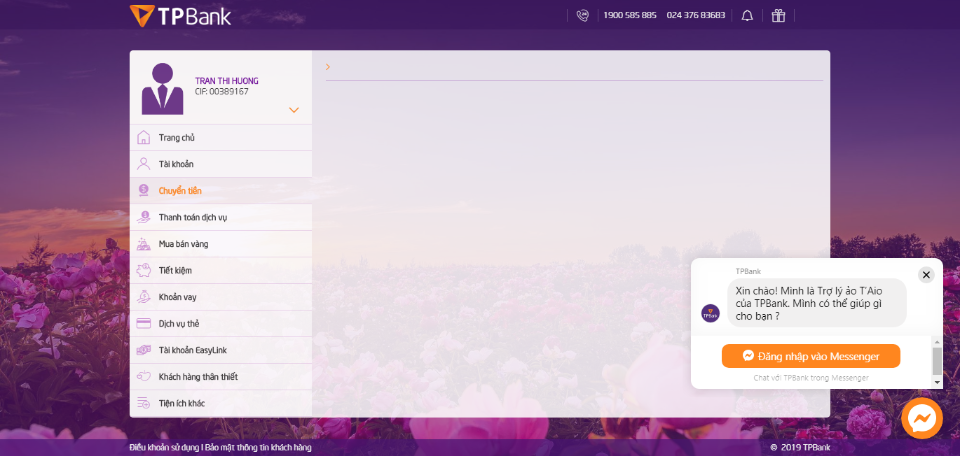 TPBank
1900 585 885 024 376 83683
TRAN THI HUONG
CIF: 00389167
Trang chủ
Tài khoản
Chuyển tiền
Thanh toán dịch vụ
Mua bán vàng
Tiết kiệm
Khoản vay
Dịch vụ thẻ
Tài khoản EasyLink
Khách hàng thân thiết
Tiện ích khác
TPBank
Xin chào! Mình là Trợ lý ảo T'Aio
của TPBank. Mình có thể giúp gì
cho bạn ?
TPBank
Đăng nhập vào Messenger
Chat với TPBank trong Messenger
Điều khoản sử dụng | Bảo mật thông tin khách hàng
© 2019 TPBank